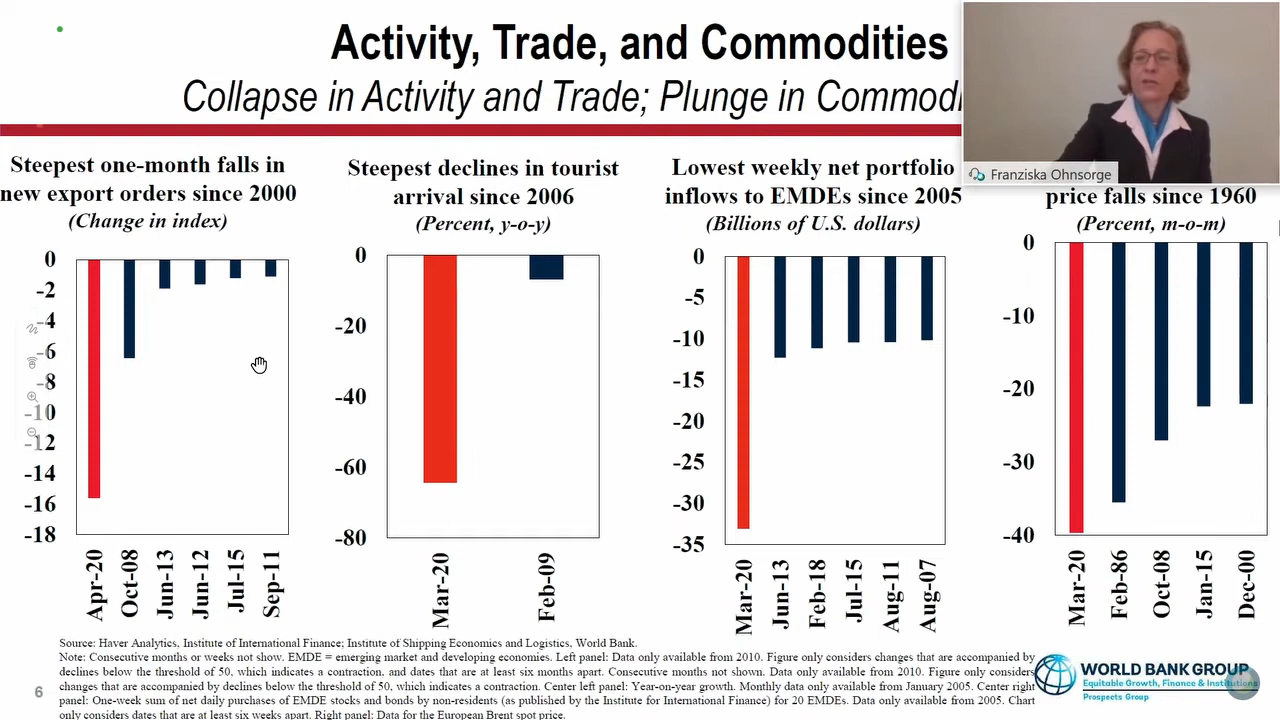 Activity, Trade, and Commodities
Collapse in Activity and Trade; Plunge in
Franziska Ohnsorge
Steepest one-month falls in
new export orders since 2000
(Change in index)
0
-2
-4
-6
-8
-10
-12
-14
-16
-18
Apr-20
Oct-08
Jun-13
Jun-12
Jul-15
Sep-11
Steepest declines in tourist
arrival since 2006
(Percent, y-o-y)
0
-20
-40
-60
-80
Mar-20
Feb-09
Lowest weekly net portfolio
inflows to EMDEs since 2005
(Billions of U.S. dollars)
0
-5
-10
-15
-20
-25
-30
-35
Mar-20
Jun-13
Feb-18
Jul-15
Aug-11
Aug-07
price falls since 1960
(Percent, m-o-m)
0
-10
-20
-30
-40
Mar-20
Feb-86
Oct-08
Jan-15
Dec-00
Source: Haver Analytics, Institute of International Finance; Institute of Shipping Economics and Logistics, World Bank.
Note: Consecutive months or weeks not show. EMDE = emerging market and developing economies. Left panel: Data only available from 2010. Figure only considers changes that are accompanied by
declines below the threshold of 50, which indicates a contraction, and dates that are at least six months apart. Consecutive months not shown. Data only available from 2010. Figure only considers
changes that are accompanied by declines below the threshold of 50, which indicates a contraction. Center left panel: Year-on-year growth. Monthly data only available from January 2005. Center right
panel: One-week sum of net daily purchases of EMDE stocks and bonds by non-residents (as published by the Institute for International Finance) for 20 EMDEs. Data only available from 2005. Chart
only considers dates that are at least six weeks apart. Right panel: Data for the European Brent spot price.
6
WORLD BANK GROUP
Equitable Growth, Finance & Institutions
Prospects Group